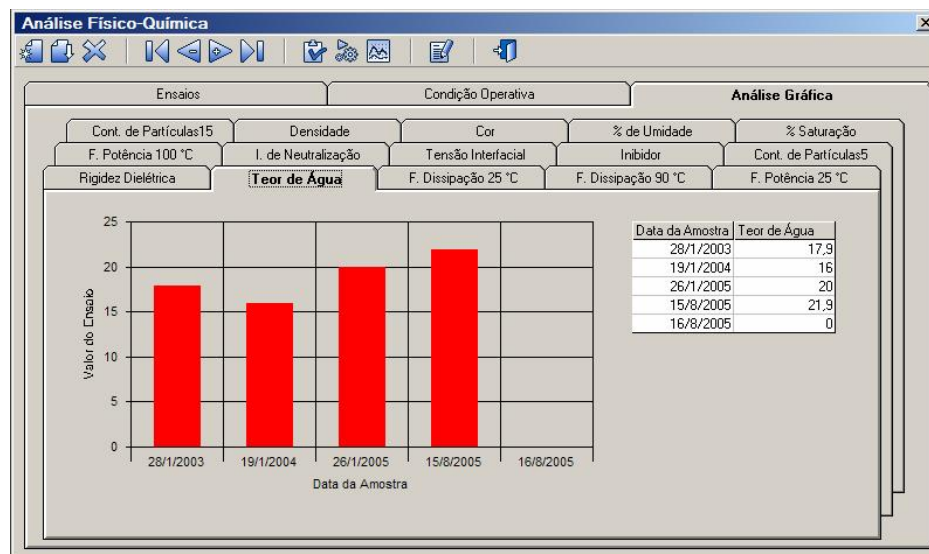 Análise Físico-Química
Ensaios Condição Operativa Análise Gráfica
Cont. de Partículas15 Densidade Cor % de Umidade % Saturação
F. Potência 100 °C I. de Neutralização Tensão Interfacial Inibidor Cont. de Partículas5
Rigidez Dielétrica Teor de Água F. Dissipação 25 °C F. Dissipação 90 °C F. Potência 25 °C
25
20
15
10
5
0
Valor do Ensaio
28/1/2003 19/1/2004 26/1/2005 15/8/2005 16/8/2005
Data da Amostra
Data da Amostra Teor de Água
28/1/2003 17,9
19/1/2004 16
26/1/2005 20
15/8/2005 21,9
16/8/2005 0